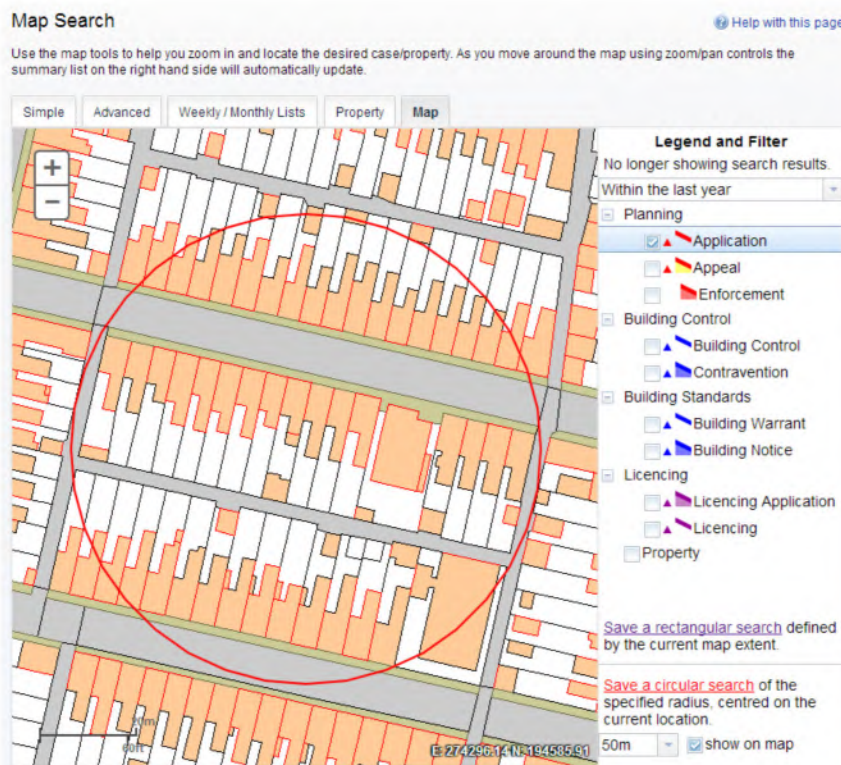 Map Search
Help with this page
Use the map tools to help you zoom in and locate the desired case/property. As you move around the map using zoom/pan controls the
summary list on the right hand side will automatically update.
Simple
Advanced
Weekly / Monthly Lists
Property
Map
+
−
Legend and Filter
No longer showing search results.
Within the last year
Planning
Application
Appeal
Enforcement
Building Control
Building Control
Contravention
Building Standards
Building Warrant
Building Notice
Licencing
Licencing Application
Licencing
Property
Save a rectangular search defined
by the current map extent.
Save a circular search of the
specified radius, centred on the
current location.
50m
show on map
20m
60ft
E: 274296.14 N: 194585.91